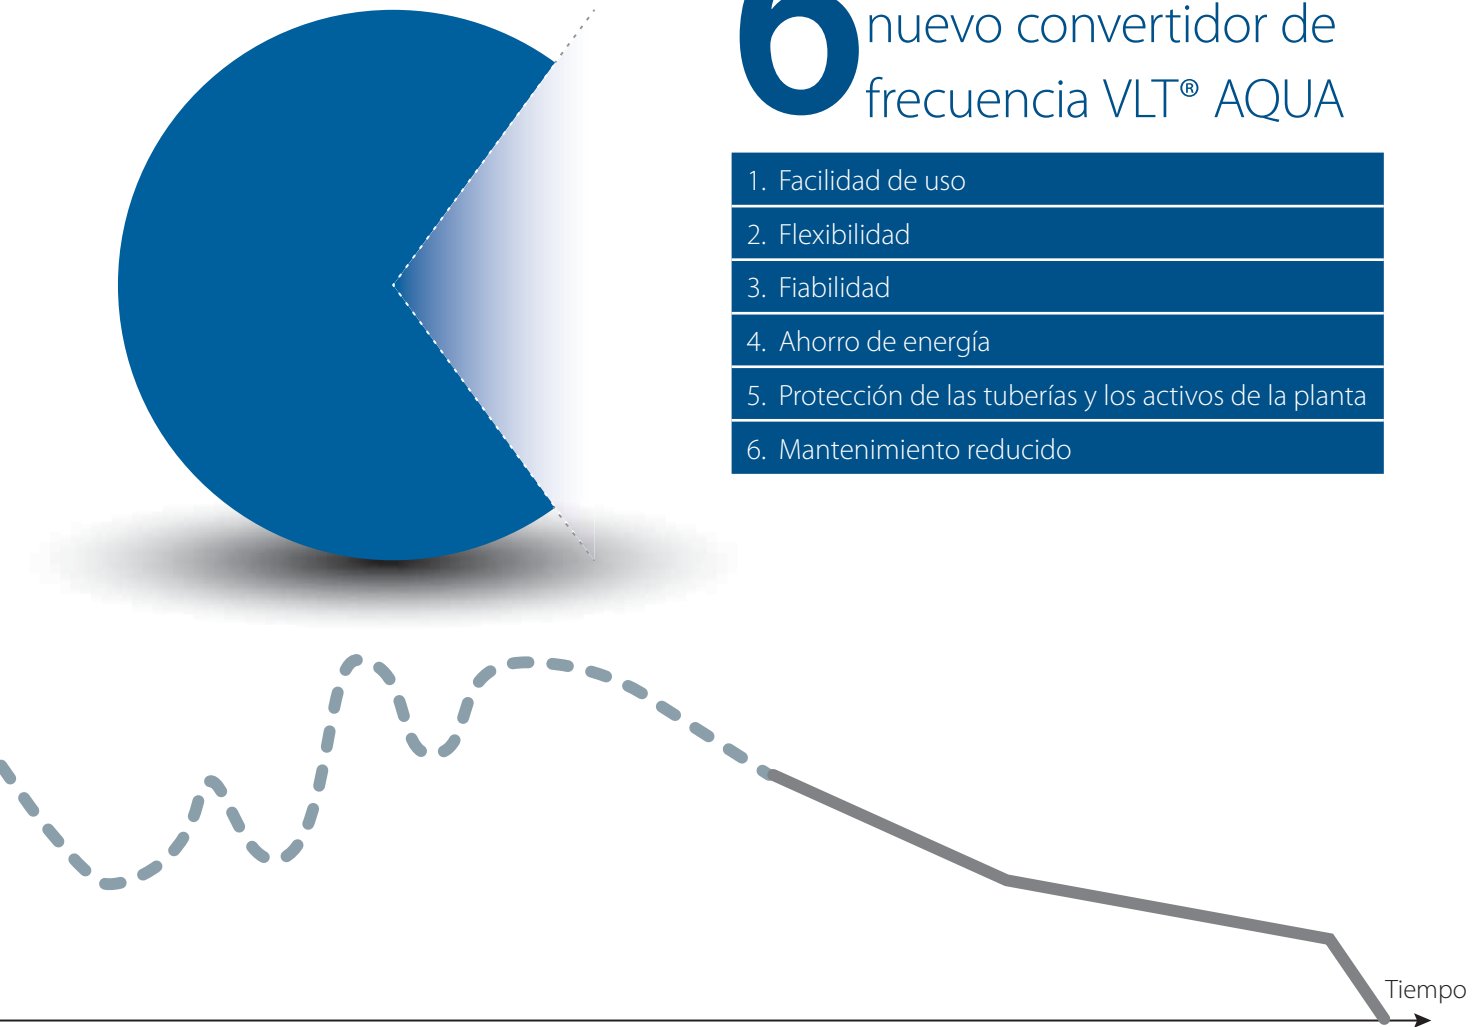 6 nuevo convertidor de
frecuencia VLT® AQUA
1. Facilidad de uso
2. Flexibilidad
3. Fiabilidad
4. Ahorro de energía
5. Protección de las tuberías y los activos de la planta
6. Mantenimiento reducido
Tiempo